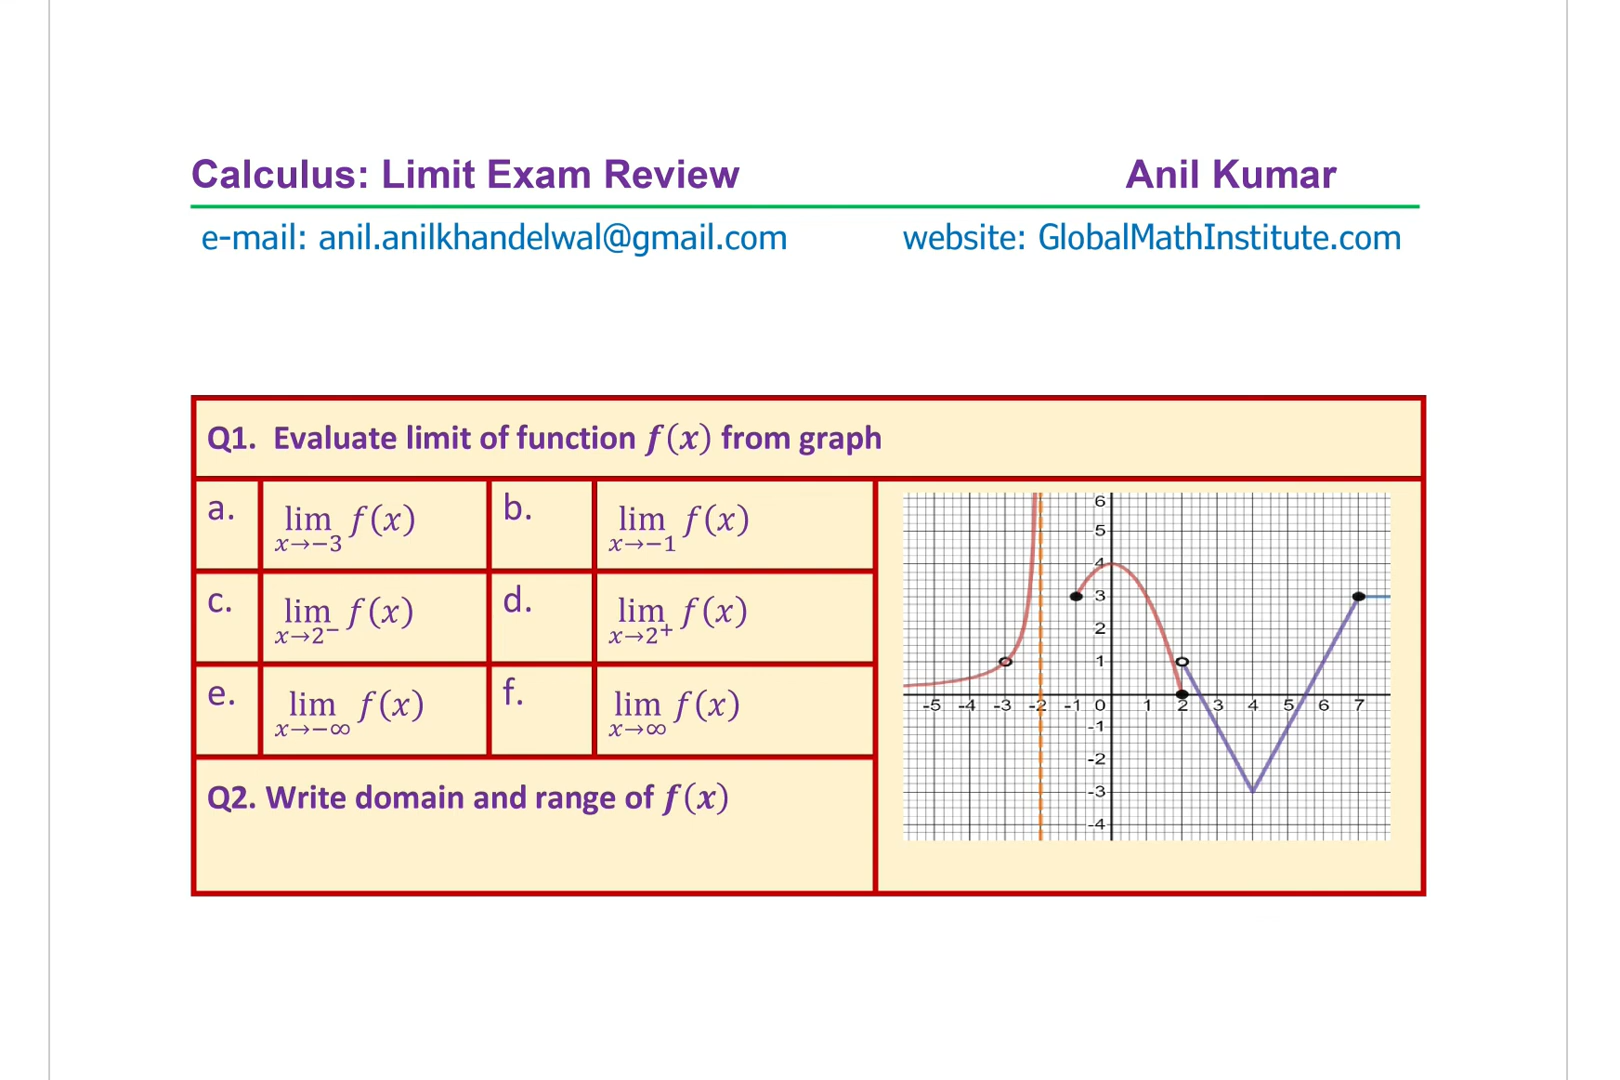 Calculus: Limit Exam Review Anil Kumar
e-mail: anil.anilkhandelwal@gmail.com website: GlobalMathInstitute.com
Q1. Evaluate limit of function f(x) from graph
a. lim x→−3 f(x) b. lim x→−1 f(x)
c. lim x→2⁻ f(x) d. lim x→2⁺ f(x)
e. lim x→−∞ f(x) f. lim x→∞ f(x)
Q2. Write domain and range of f(x)
6
5
4
3
2
1
-5 -4 -3 -2 -1 0 1 2 3 4 5 6 7
-1
-2
-3
-4